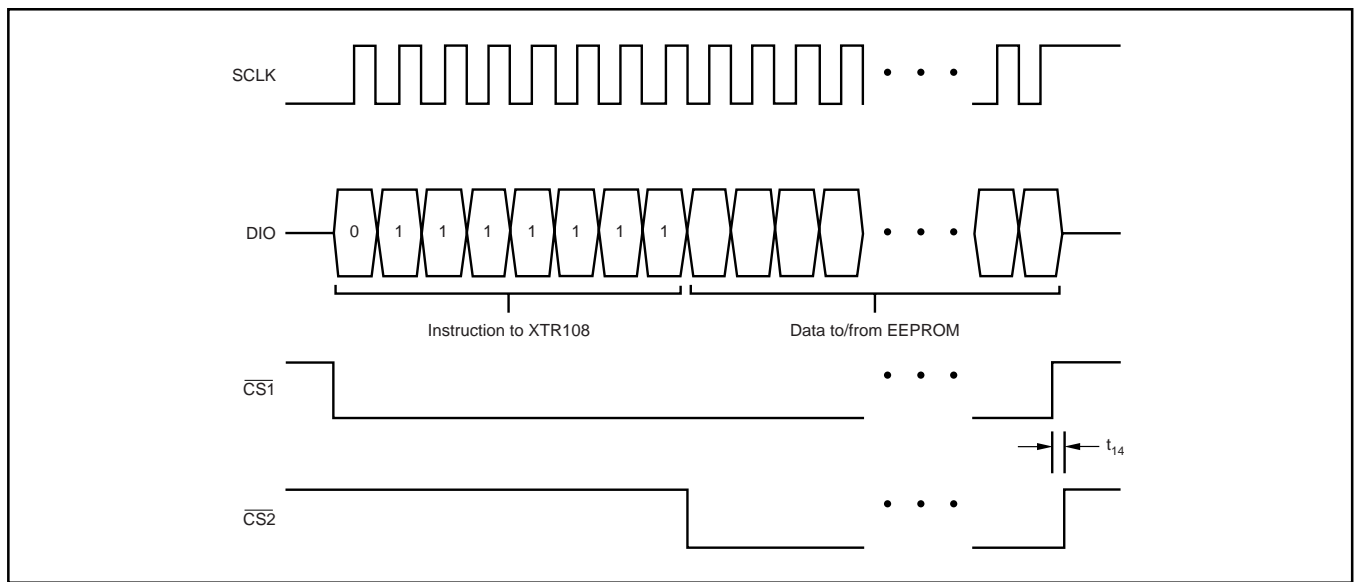 SCLK
DIO
0 1 1 1 1 1 1 1
Instruction to XTR108
Data to/from EEPROM
CS1
t14
CS2